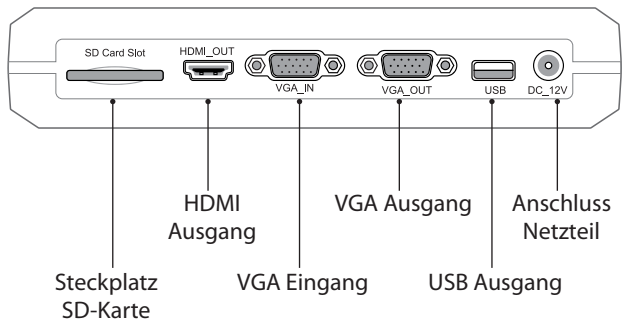 SD Card Slot
HDMI_OUT
VGA_IN
VGA_OUT
USB
DC_12V
HDMI
Ausgang
VGA Ausgang
Anschluss
Netzteil
Steckplatz
SD-Karte
VGA Eingang
USB Ausgang